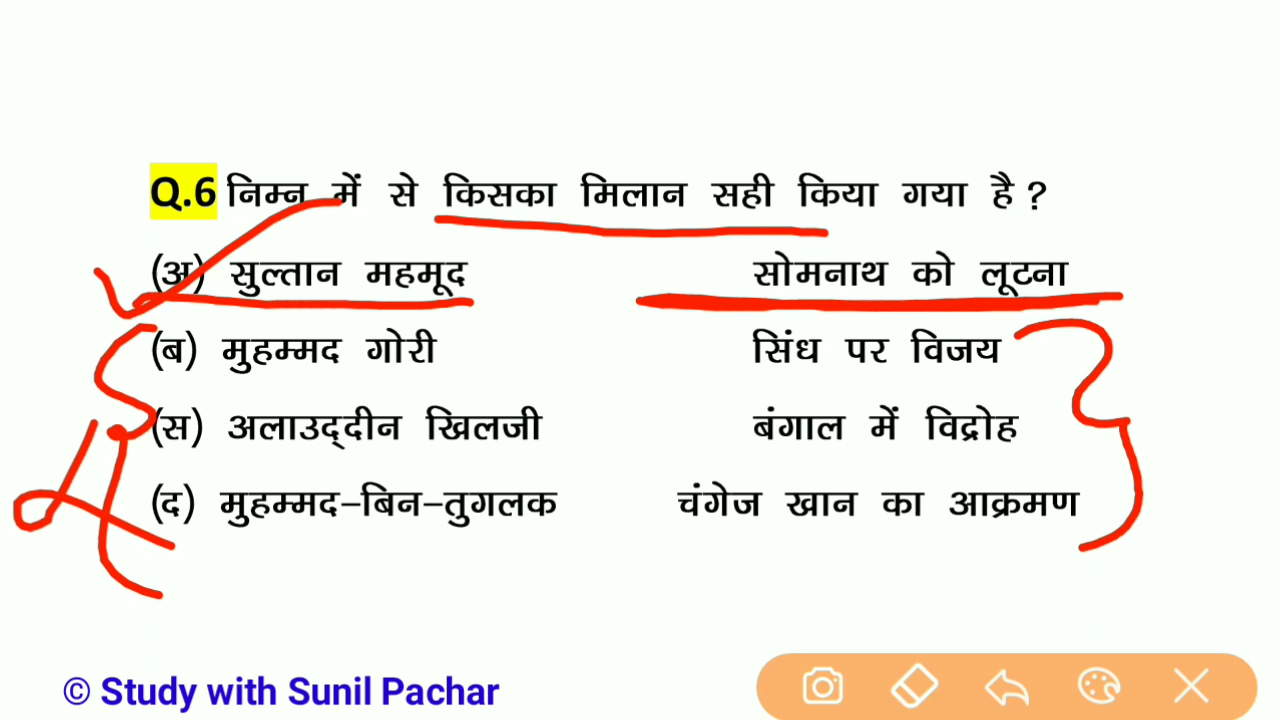 Q.6 निम्न में से किसका मिलान सही किया गया है ?
(अ) सुल्तान महमूद सोमनाथ को लूटना
(ब) मुहम्मद गोरी सिंध पर विजय
(स) अलाउद्दीन खिलजी बंगाल में विद्रोह
(द) मुहम्मद-बिन-तुगलक चंगेज खान का आक्रमण
© Study with Sunil Pachar